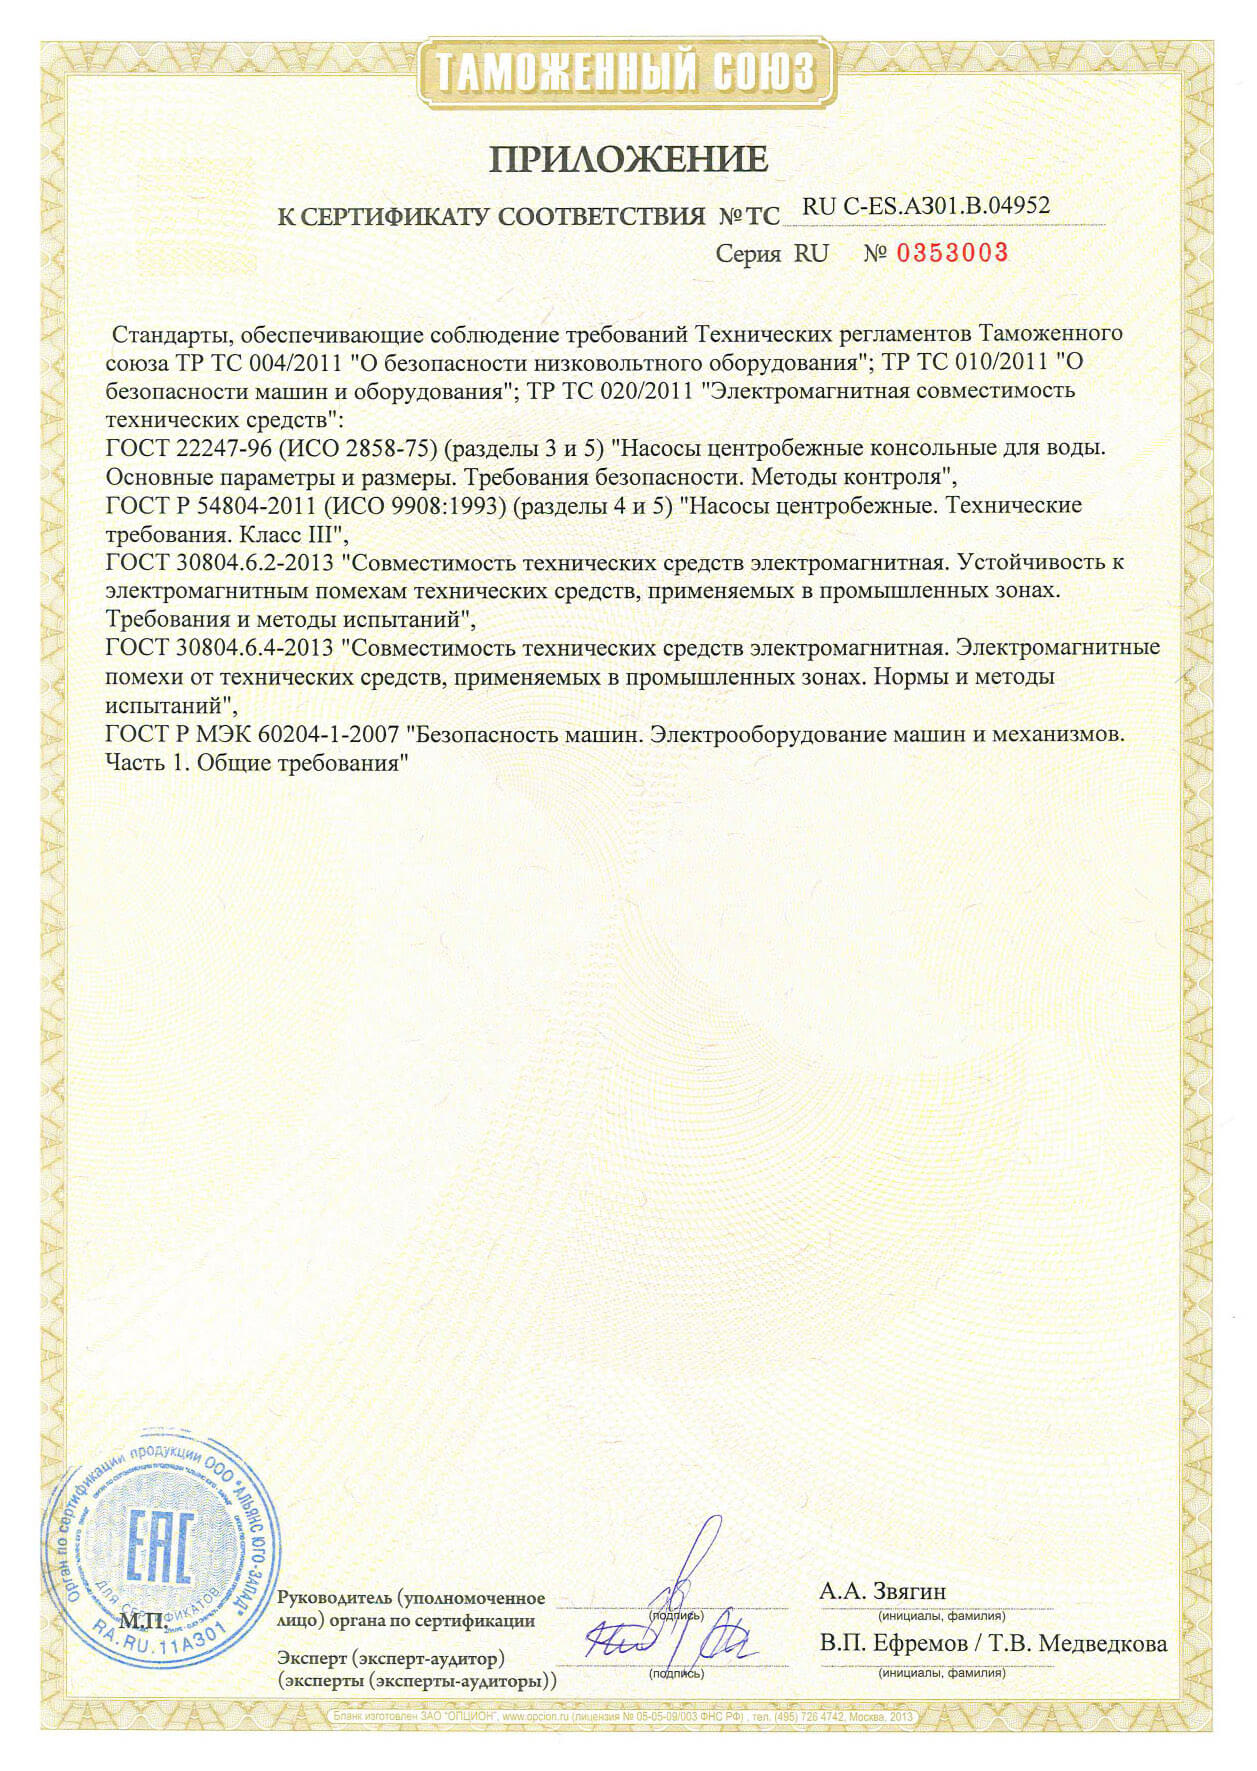 ТАМОЖЕННЫЙ СОЮЗ
ПРИЛОЖЕНИЕ
К СЕРТИФИКАТУ СООТВЕТСТВИЯ № ТС RU C-ES.АЗ01.В.04952
Серия RU № 0353003
Стандарты, обеспечивающие соблюдение требований Технических регламентов Таможенного
союза ТР ТС 004/2011 "О безопасности низковольтного оборудования"; ТР ТС 010/2011 "О
безопасности машин и оборудования"; ТР ТС 020/2011 "Электромагнитная совместимость
технических средств":
ГОСТ 22247-96 (ИСО 2858-75) (разделы 3 и 5) "Насосы центробежные консольные для воды.
Основные параметры и размеры. Требования безопасности. Методы контроля",
ГОСТ Р 54804-2011 (ИСО 9908:1993) (разделы 4 и 5) "Насосы центробежные. Технические
требования. Класс III",
ГОСТ 30804.6.2-2013 "Совместимость технических средств электромагнитная. Устойчивость к
электромагнитным помехам технических средств, применяемых в промышленных зонах.
Требования и методы испытаний",
ГОСТ 30804.6.4-2013 "Совместимость технических средств электромагнитная. Электромагнитные
помехи от технических средств, применяемых в промышленных зонах. Нормы и методы
испытаний",
ГОСТ Р МЭК 60204-1-2007 "Безопасность машин. Электрооборудование машин и механизмов.
Часть 1. Общие требования"
Орган по сертификации продукции ООО "АЛЬЯНС ЮГО-ЗАПАД"
ЕАС
ДЛЯ СЕРТИФИКАТОВ
RA.RU.11АЗ01
М.П.
Руководитель (уполномоченное
лицо) органа по сертификации
(подпись)
А.А. Звягин
(инициалы, фамилия)
Эксперт (эксперт-аудитор)
(эксперты (эксперты-аудиторы))
(подпись)
В.П. Ефремов / Т.В. Медведкова
(инициалы, фамилия)
Бланк изготовлен ЗАО "ОПЦИОН", www.opcion.ru (лицензия № 05-05-09/003 ФНС РФ), тел. (495) 726 4742, Москва, 2013